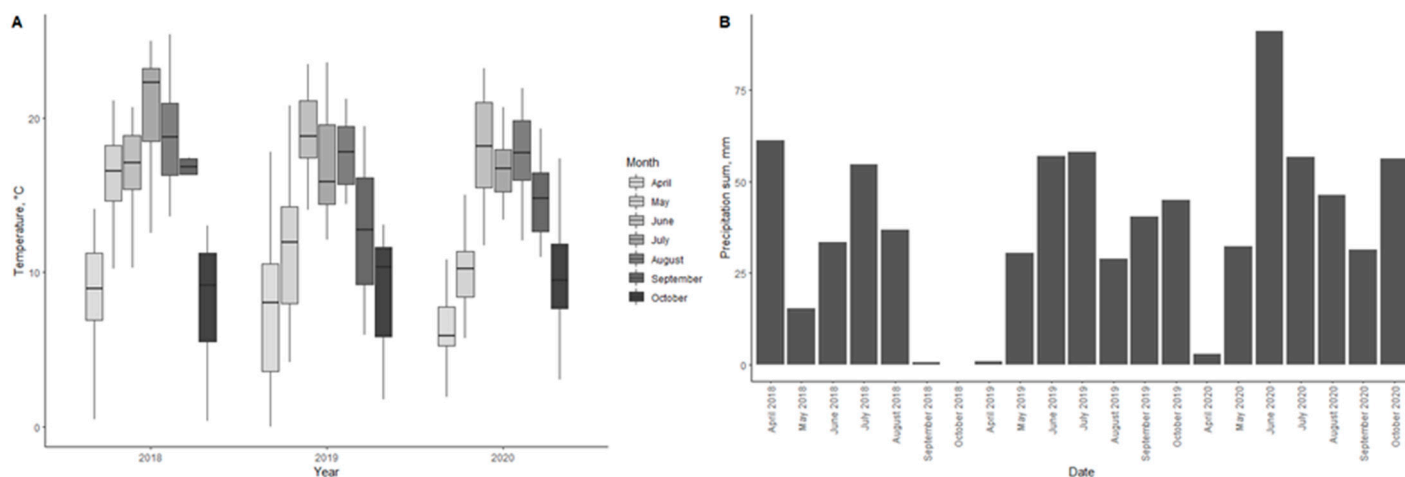 A
Temperature, °C
20
10
0
2018
2019
2020
Year
Month
April
May
June
July
August
September
October
B
Precipitation sum, mm
75
50
25
0
April 2018
May 2018
June 2018
July 2018
August 2018
September 2018
October 2018
April 2019
May 2019
June 2019
July 2019
August 2019
September 2019
October 2019
April 2020
May 2020
June 2020
July 2020
August 2020
September 2020
October 2020
Date